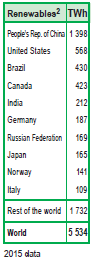 Renewables² TWh
People's Rep. of China 1 398
United States 568
Brazil 430
Canada 423
India 212
Germany 187
Russian Federation 169
Japan 165
Norway 141
Italy 109
Rest of the world 1 732
World 5 534
2015 data